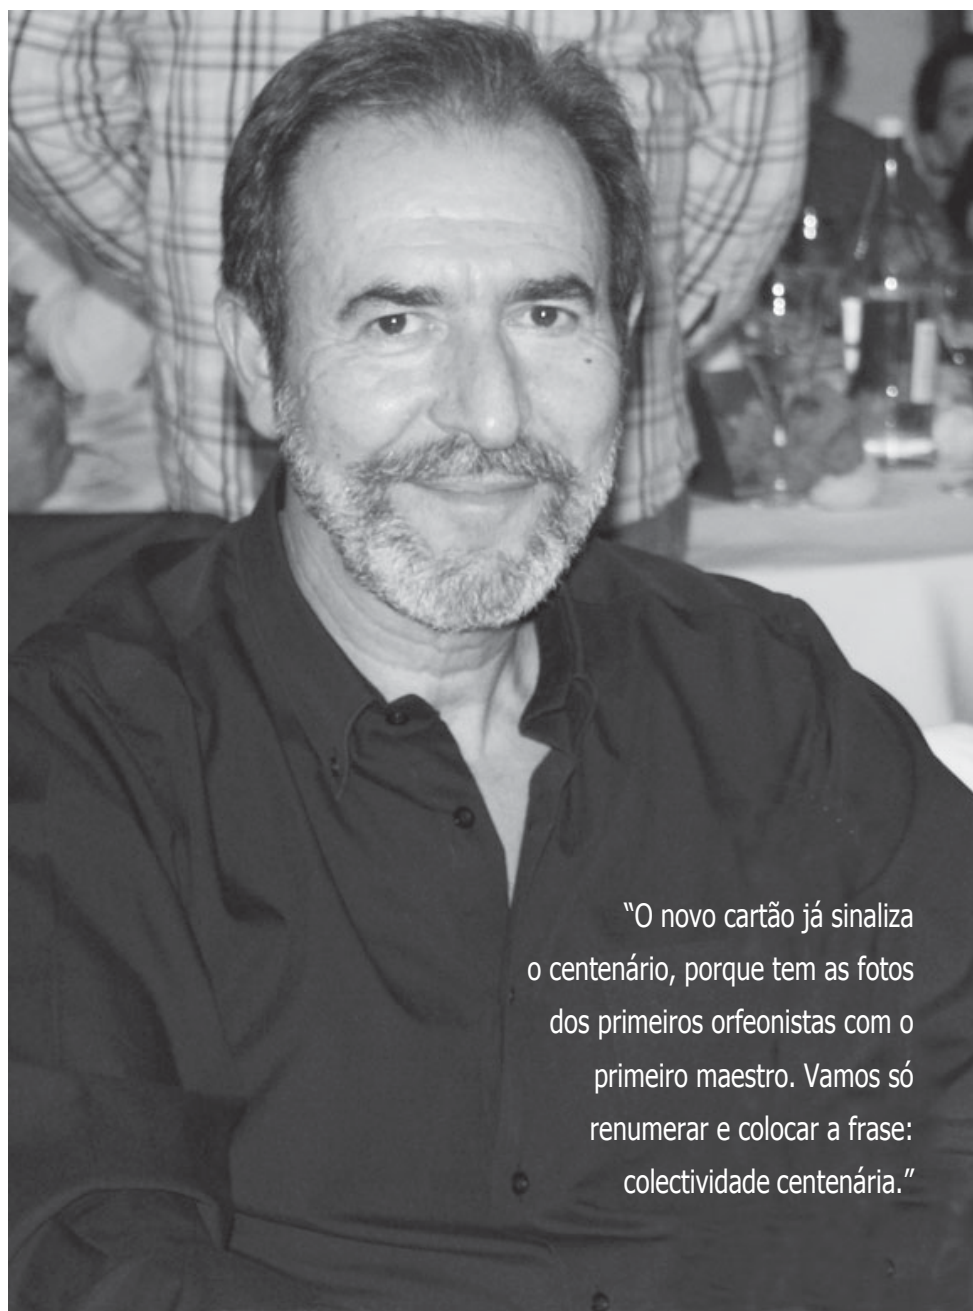 “O novo cartão já sinaliza
o centenário, porque tem as fotos
dos primeiros orfeonistas com o
primeiro maestro. Vamos só
renumerar e colocar a frase:
colectividade centenária.”